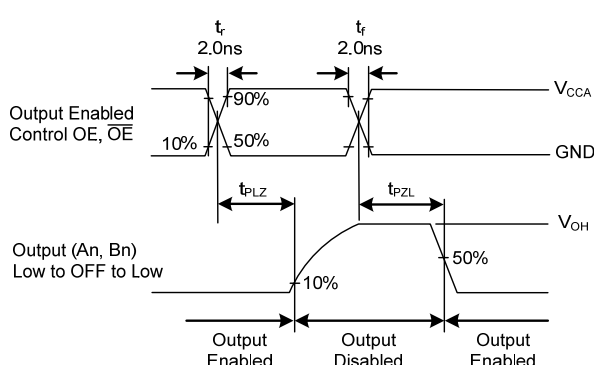 tr
2.0ns
tf
2.0ns
Output Enabled
Control OE, O̅E̅
90%
10%
50%
VCCA
GND
tPLZ
tPZL
VOH
Output (An, Bn)
Low to OFF to Low
10%
50%
Output
Enabled
Output
Disabled
Output
Enabled